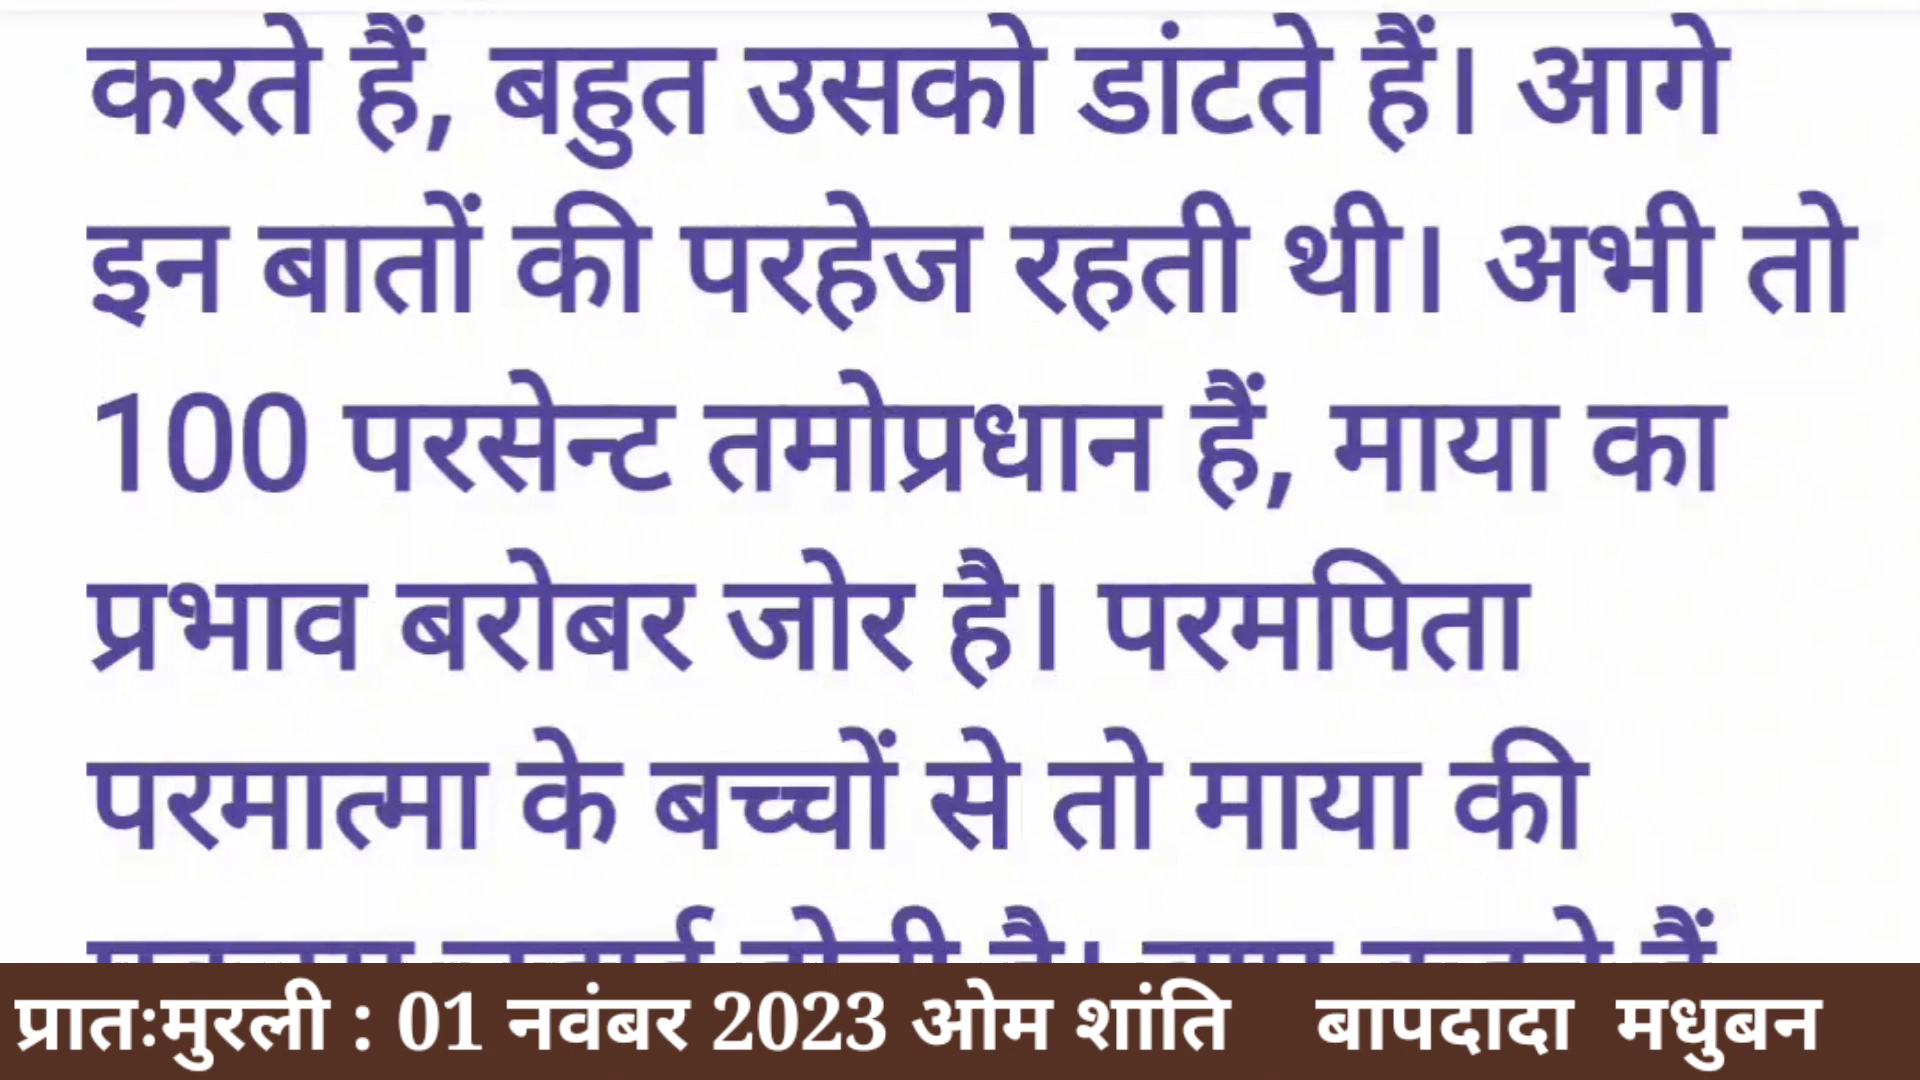 करते हैं, बहुत उसको डांटते हैं। आगे
इन बातों की परहेज रहती थी। अभी तो
100 परसेन्ट तमोप्रधान हैं, माया का
प्रभाव बरोबर जोर है। परमपिता
परमात्मा के बच्चों से तो माया की
प्रातःमुरली : 01 नवंबर 2023 ओम शांति बापदादा मधुबन